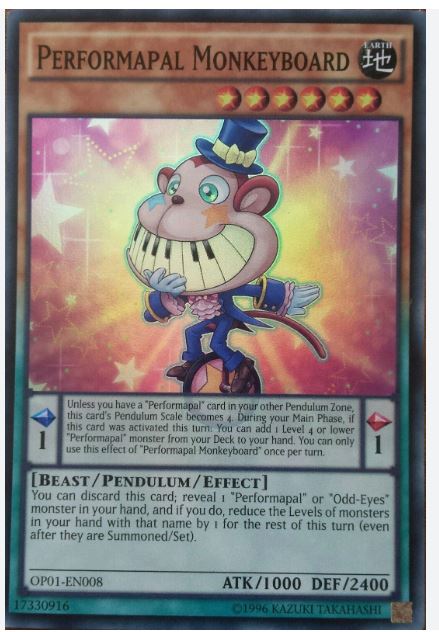 PERFORMAPAL MONKEYBOARD
EARTH
地
Unless you have a "Performapal" card in your other Pendulum Zone,
this card's Pendulum Scale becomes 4. During your Main Phase, if
this card was activated this turn: You can add 1 Level 4 or lower
"Performapal" monster from your Deck to your hand. You can only
use this effect of "Performapal Monkeyboard" once per turn.
1
1
[BEAST/PENDULUM/EFFECT]
You can discard this card; reveal 1 "Performapal" or "Odd-Eyes"
monster in your hand, and if you do, reduce the Levels of monsters
in your hand with that name by 1 for the rest of this turn (even
after they are Summoned/Set).
OP01-EN008
ATK/1000 DEF/2400
17330916
©1996 KAZUKI TAKAHASHI